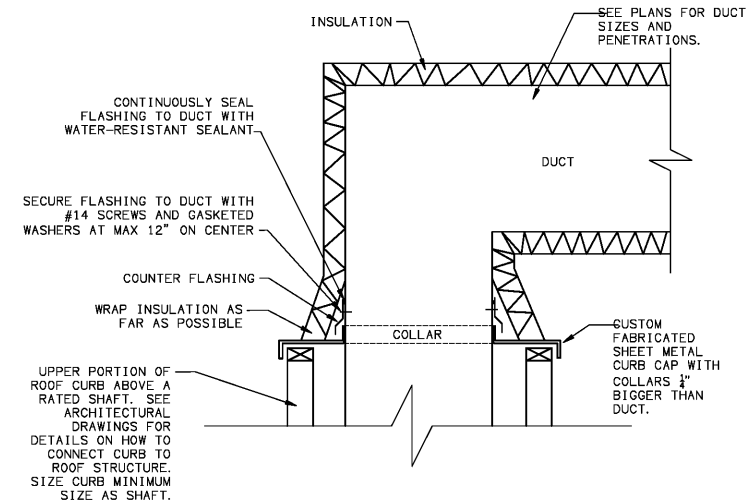 INSULATION
SEE PLANS FOR DUCT
SIZES AND
PENETRATIONS.
CONTINUOUSLY SEAL
FLASHING TO DUCT WITH
WATER-RESISTANT SEALANT
DUCT
SECURE FLASHING TO DUCT WITH
#14 SCREWS AND GASKETED
WASHERS AT MAX 12" ON CENTER
COUNTER FLASHING
WRAP INSULATION AS
FAR AS POSSIBLE
COLLAR
CUSTOM
FABRICATED
SHEET METAL
CURB CAP WITH
COLLARS ¼"
BIGGER THAN
DUCT.
UPPER PORTION OF
ROOF CURB ABOVE A
RATED SHAFT. SEE
ARCHITECTURAL
DRAWINGS FOR
DETAILS ON HOW TO
CONNECT CURB TO
ROOF STRUCTURE.
SIZE CURB MINIMUM
SIZE AS SHAFT.